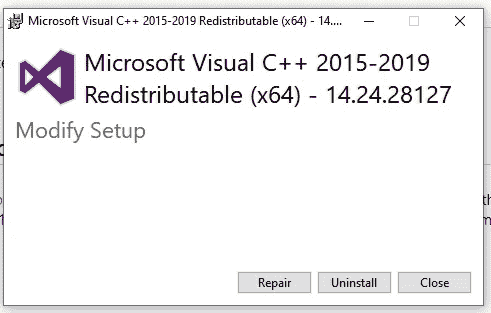 Microsoft Visual C++ 2015-2019 Redistributable (x64) - 14....
Microsoft Visual C++ 2015-2019
Redistributable (x64) - 14.24.28127
Modify Setup
Repair Uninstall Close